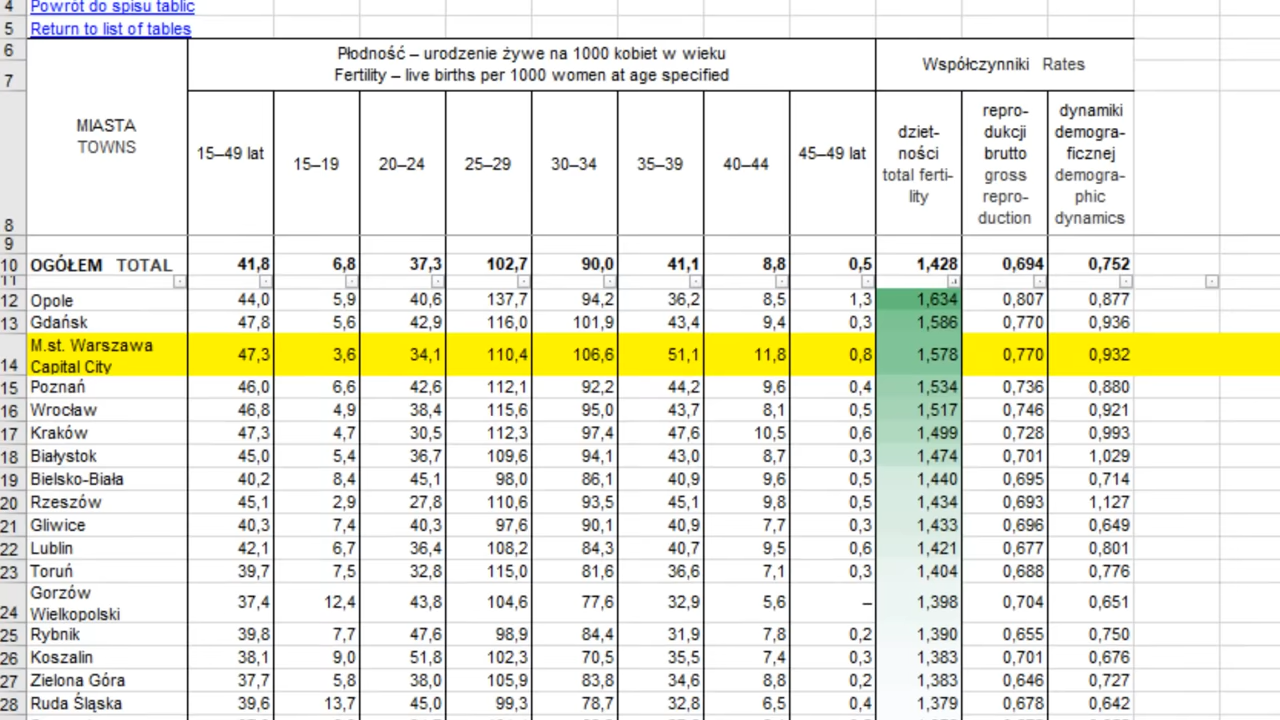 4 Powrót do spisu tablic
5 Return to list of tables
6 Płodność – urodzenie żywe na 1000 kobiet w wieku
7 Fertility – live births per 1000 women at age specified
Współczynniki Rates
MIASTA
TOWNS
15–49 lat
15–19
20–24
25–29
30–34
35–39
40–44
45–49 lat
dziet-
ności
total ferti-
lity
repro-
dukcji
brutto
gross
repro-
duction
dynamiki
demogra-
ficznej
demogra-
phic
dynamics
8
9
10 OGÓŁEM TOTAL 41,8 6,8 37,3 102,7 90,0 41,1 8,8 0,5 1,428 0,694 0,752
11
12 Opole 44,0 5,9 40,6 137,7 94,2 36,2 8,5 1,3 1,634 0,807 0,877
13 Gdańsk 47,8 5,6 42,9 116,0 101,9 43,4 9,4 0,3 1,586 0,770 0,936
M.st. Warszawa
14 Capital City 47,3 3,6 34,1 110,4 106,6 51,1 11,8 0,8 1,578 0,770 0,932
15 Poznań 46,0 6,6 42,6 112,1 92,2 44,2 9,6 0,4 1,534 0,736 0,880
16 Wrocław 46,8 4,9 38,4 115,6 95,0 43,7 8,1 0,5 1,517 0,746 0,921
17 Kraków 47,3 4,7 30,5 112,3 97,4 47,6 10,5 0,6 1,499 0,728 0,993
18 Białystok 45,0 5,4 36,7 109,6 94,1 43,0 8,7 0,3 1,474 0,701 1,029
19 Bielsko-Biała 40,2 8,4 45,1 98,0 86,1 40,9 9,6 0,5 1,440 0,695 0,714
20 Rzeszów 45,1 2,9 27,8 110,6 93,5 45,1 9,8 0,5 1,434 0,693 1,127
21 Gliwice 40,3 7,4 40,3 97,6 90,1 40,9 7,7 0,3 1,433 0,696 0,649
22 Lublin 42,1 6,7 36,4 108,2 84,3 40,7 9,5 0,6 1,421 0,677 0,801
23 Toruń 39,7 7,5 32,8 115,0 81,6 36,6 7,1 0,3 1,404 0,688 0,776
Gorzów
24 Wielkopolski 37,4 12,4 43,8 104,6 77,6 32,9 5,6 – 1,398 0,704 0,651
25 Rybnik 39,8 7,7 47,6 98,9 84,4 31,9 7,8 0,2 1,390 0,655 0,750
26 Koszalin 38,1 9,0 51,8 102,3 70,5 35,5 7,4 0,3 1,383 0,701 0,676
27 Zielona Góra 37,7 5,8 38,0 105,9 83,8 34,6 8,8 0,2 1,383 0,646 0,727
28 Ruda Śląska 39,6 13,7 45,0 99,3 78,7 32,8 6,5 0,4 1,379 0,678 0,642